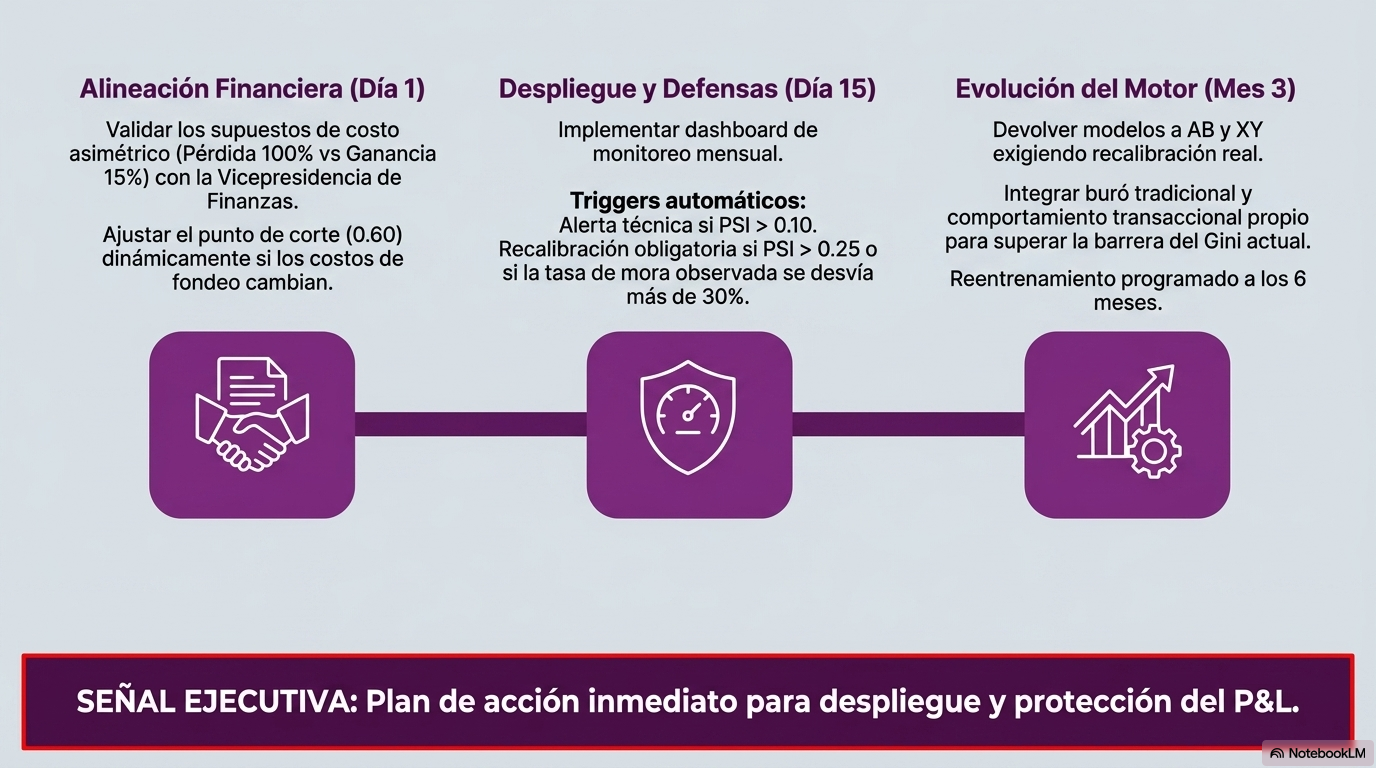 Alineación Financiera (Día 1)
Validar los supuestos de costo
asimétrico (Pérdida 100% vs Ganancia
15%) con la Vicepresidencia de
Finanzas.
Ajustar el punto de corte (0.60)
dinámicamente si los costos de
fondeo cambian.
Despliegue y Defensas (Día 15)
Implementar dashboard de
monitoreo mensual.
Triggers automáticos:
Alerta técnica si PSI > 0.10.
Recalibración obligatoria si PSI > 0.25 o
si la tasa de mora observada se desvía
más de 30%.
Evolución del Motor (Mes 3)
Devolver modelos a AB y XY
exigiendo recalibración real.
Integrar buró tradicional y
comportamiento transaccional propio
para superar la barrera del Gini actual.
Reentrenamiento programado a los 6
meses.
SEÑAL EJECUTIVA: Plan de acción inmediato para despliegue y protección del P&L.
NotebookLM